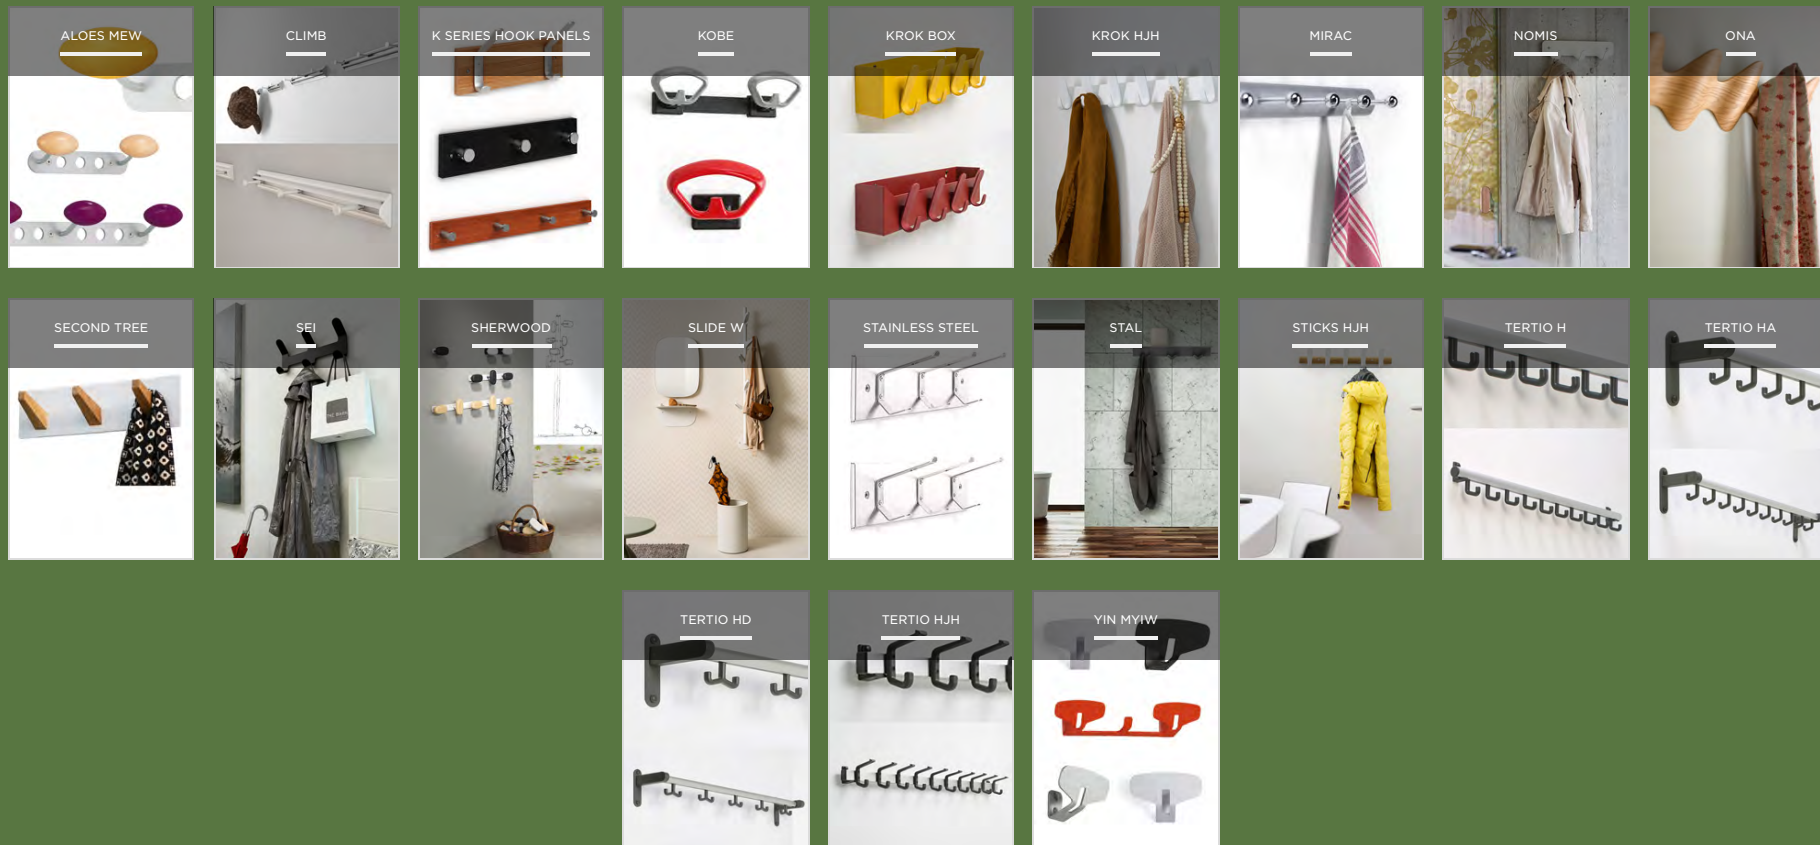 ALOES MEW
CLIMB
K SERIES HOOK PANELS
KOBE
KROK BOX
KROK HJH
MIRAC
NOMIS
ONA
SECOND TREE
SEI
SHERWOOD
SLIDE W
STAINLESS STEEL
STAL
STICKS HJH
TERTIO H
TERTIO HA
TERTIO HD
TERTIO HJH
YIN MYIW